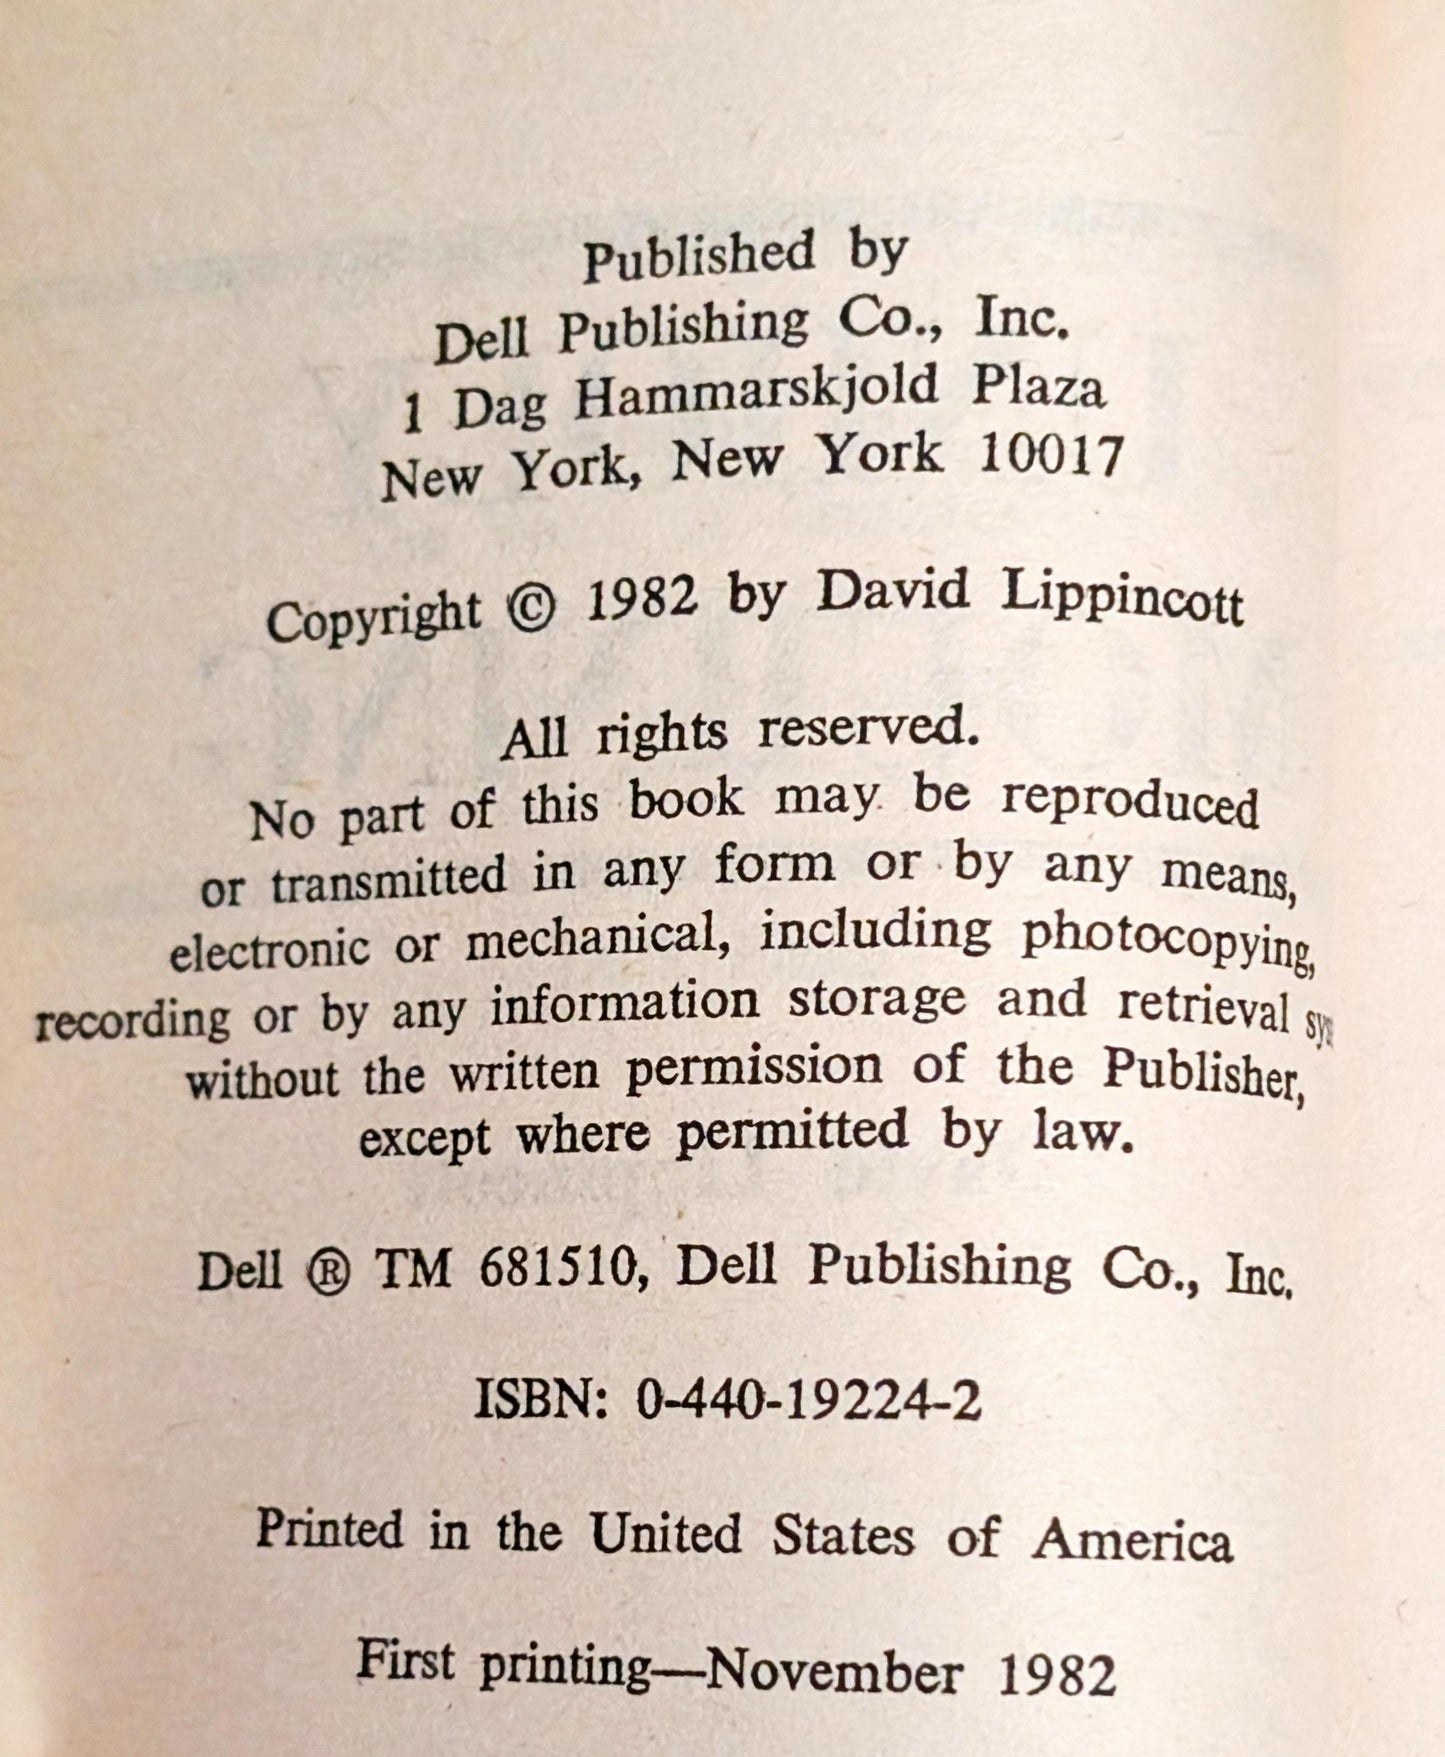 Published by
Dell Publishing Co., Inc.
1 Dag Hammarskjold Plaza
New York, New York 10017
Copyright © 1982 by David Lippincott
All rights reserved.
No part of this book may be reproduced
or transmitted in any form or by any means,
electronic or mechanical, including photocopying,
recording or by any information storage and retrieval
without the written permission of the Publisher,
except where permitted by law.
Dell ® TM 681510, Dell Publishing Co., Inc.
ISBN: 0-440-19224-2
Printed in the United States of America
First printing—November 1982